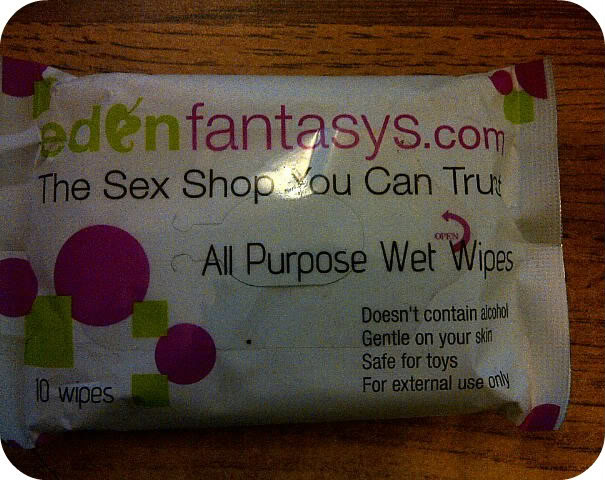 edenfantasys.com
The Sex Shop You Can Trust
OPEN
All Purpose Wet Wipes
Doesn't contain alcohol
Gentle on your skin
Safe for toys
For external use only
10 wipes